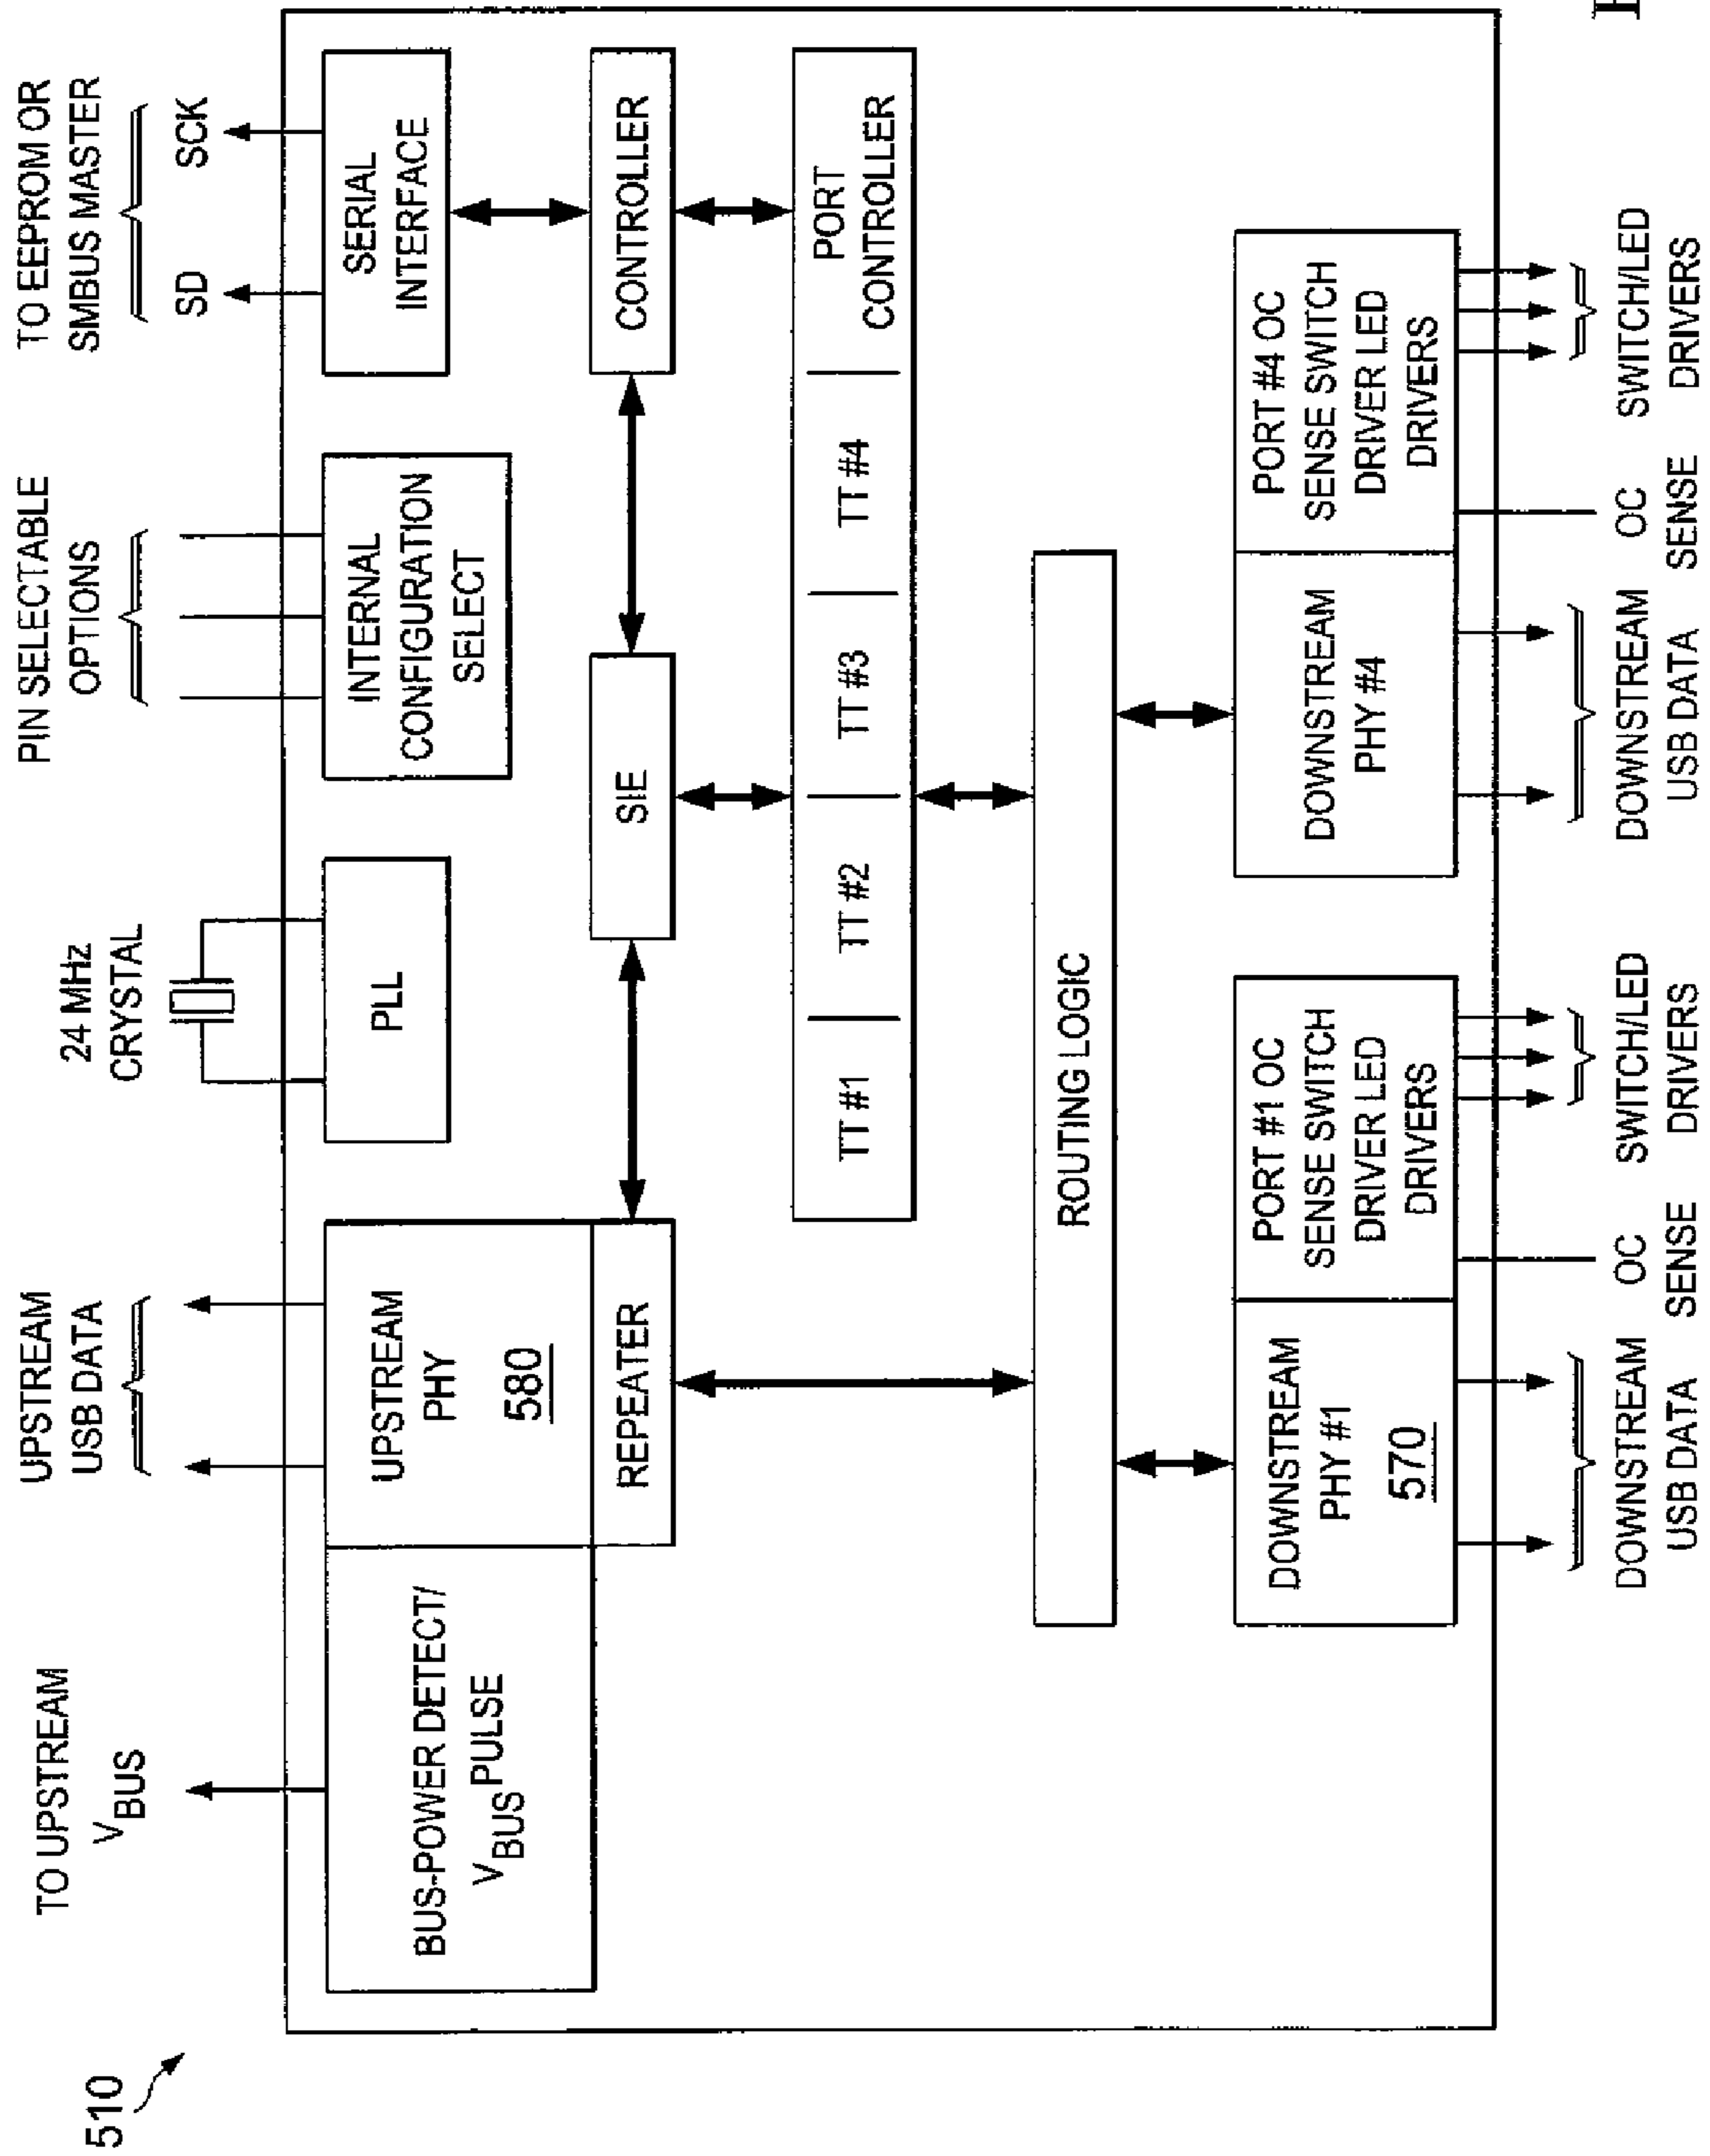 510
TO UPSTREAM
VBUS
UPSTREAM
USB DATA
24 MHz
CRYSTAL
PIN SELECTABLE
OPTIONS
TO EEPROM OR
SMBUS MASTER
SD
SCK
BUS-POWER DETECT/
VBUS PULSE
UPSTREAM
PHY
580
REPEATER
PLL
INTERNAL
CONFIGURATION
SELECT
SERIAL
INTERFACE
SIE
CONTROLLER
TT #1
TT #2
TT #3
TT #4
PORT
CONTROLLER
ROUTING LOGIC
DOWNSTREAM
PHY #1
570
PORT #1 OC
SENSE SWITCH
DRIVER LED
DRIVERS
DOWNSTREAM
PHY #4
PORT #4 OC
SENSE SWITCH
DRIVER LED
DRIVERS
DOWNSTREAM
USB DATA
OC
SENSE
SWITCH/LED
DRIVERS
DOWNSTREAM
USB DATA
OC
SENSE
SWITCH/LED
DRIVERS